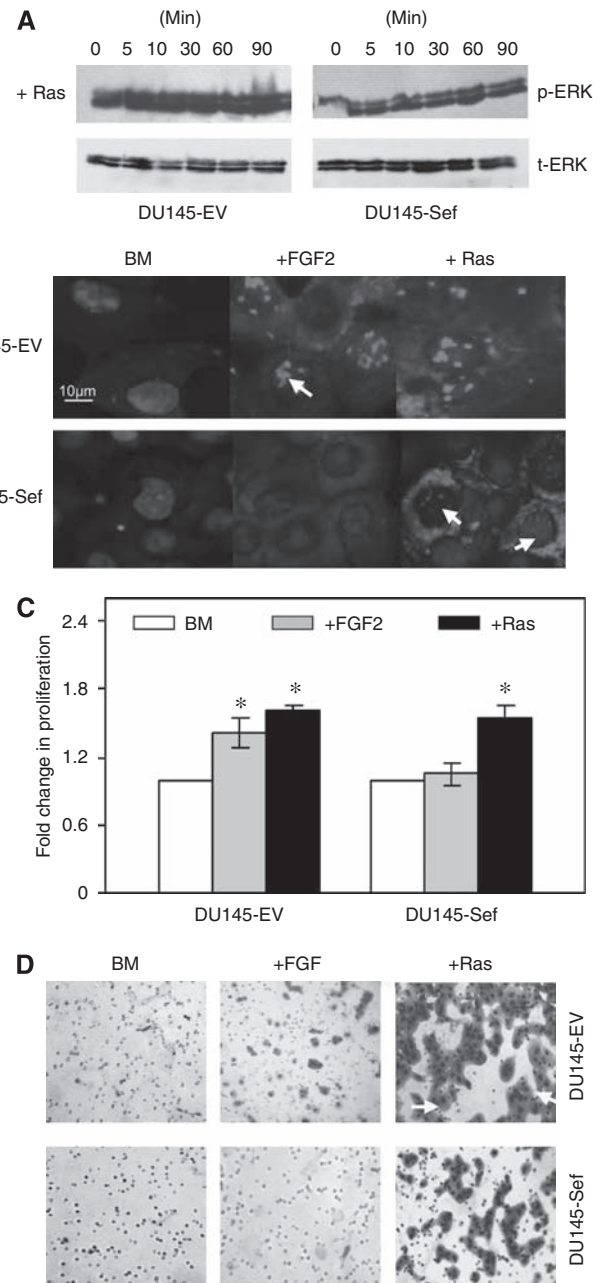 A
(Min) (Min)
0 5 10 30 60 90 0 5 10 30 60 90
+ Ras p-ERK
t-ERK
DU145-EV DU145-Sef
BM +FGF2 + Ras
5-EV
10µm
5-Sef
C
BM +FGF2 +Ras
Fold change in proliferation
2.4
1.8
1.2
0.6
0
* * *
DU145-EV DU145-Sef
D
BM +FGF +Ras
DU145-EV
DU145-Sef